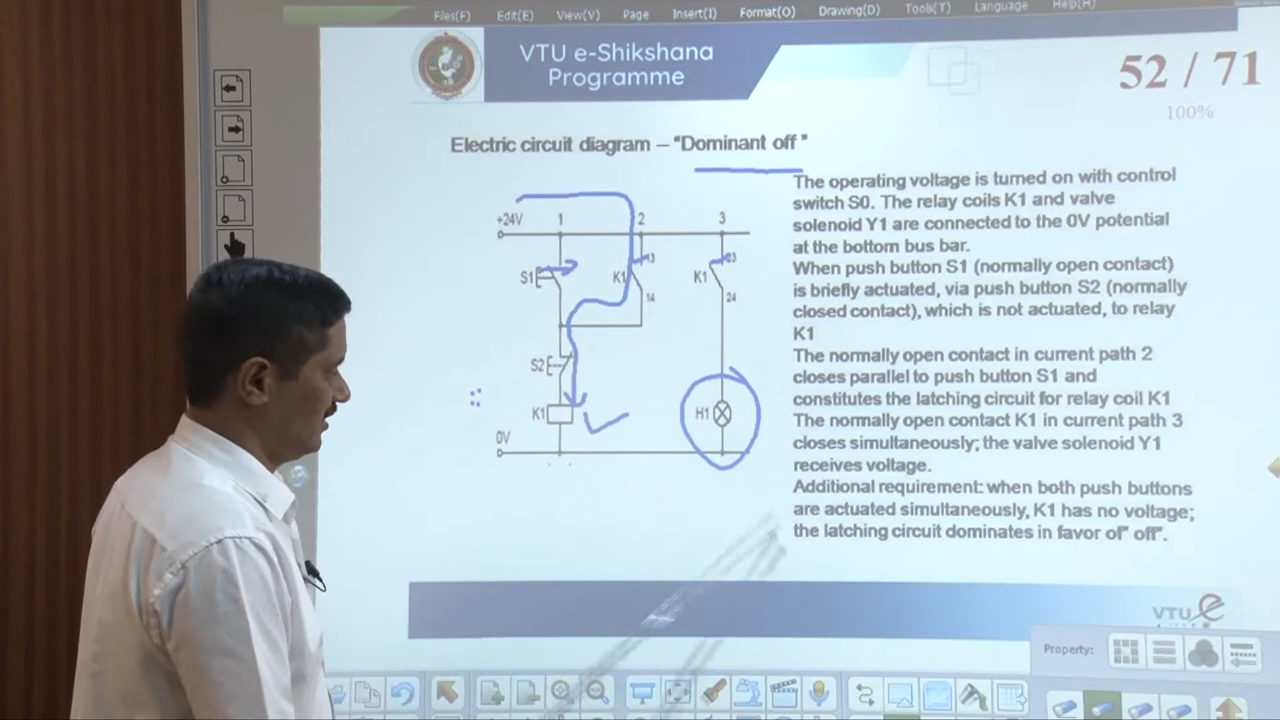 Files(F) Edit(E) View(V) Page Insert(I) Format(O) Drawing(D) Tools(T) Language Help(H)
VTU e-Shikshana
Programme
52 / 71
100%
Electric circuit diagram – "Dominant off "
The operating voltage is turned on with control
switch S0. The relay coils K1 and valve
solenoid Y1 are connected to the 0V potential
at the bottom bus bar.
When push button S1 (normally open contact)
is briefly actuated, via push button S2 (normally
closed contact), which is not actuated, to relay
K1
The normally open contact in current path 2
closes parallel to push button S1 and
constitutes the latching circuit for relay coil K1
The normally open contact K1 in current path 3
closes simultaneously; the valve solenoid Y1
receives voltage.
Additional requirement: when both push buttons
are actuated simultaneously, K1 has no voltage;
the latching circuit dominates in favor of" off".
+24V 1 2 3
S1 K1 13 K1 23
14 24
S2
K1 H1
0V
VTU e
Property: